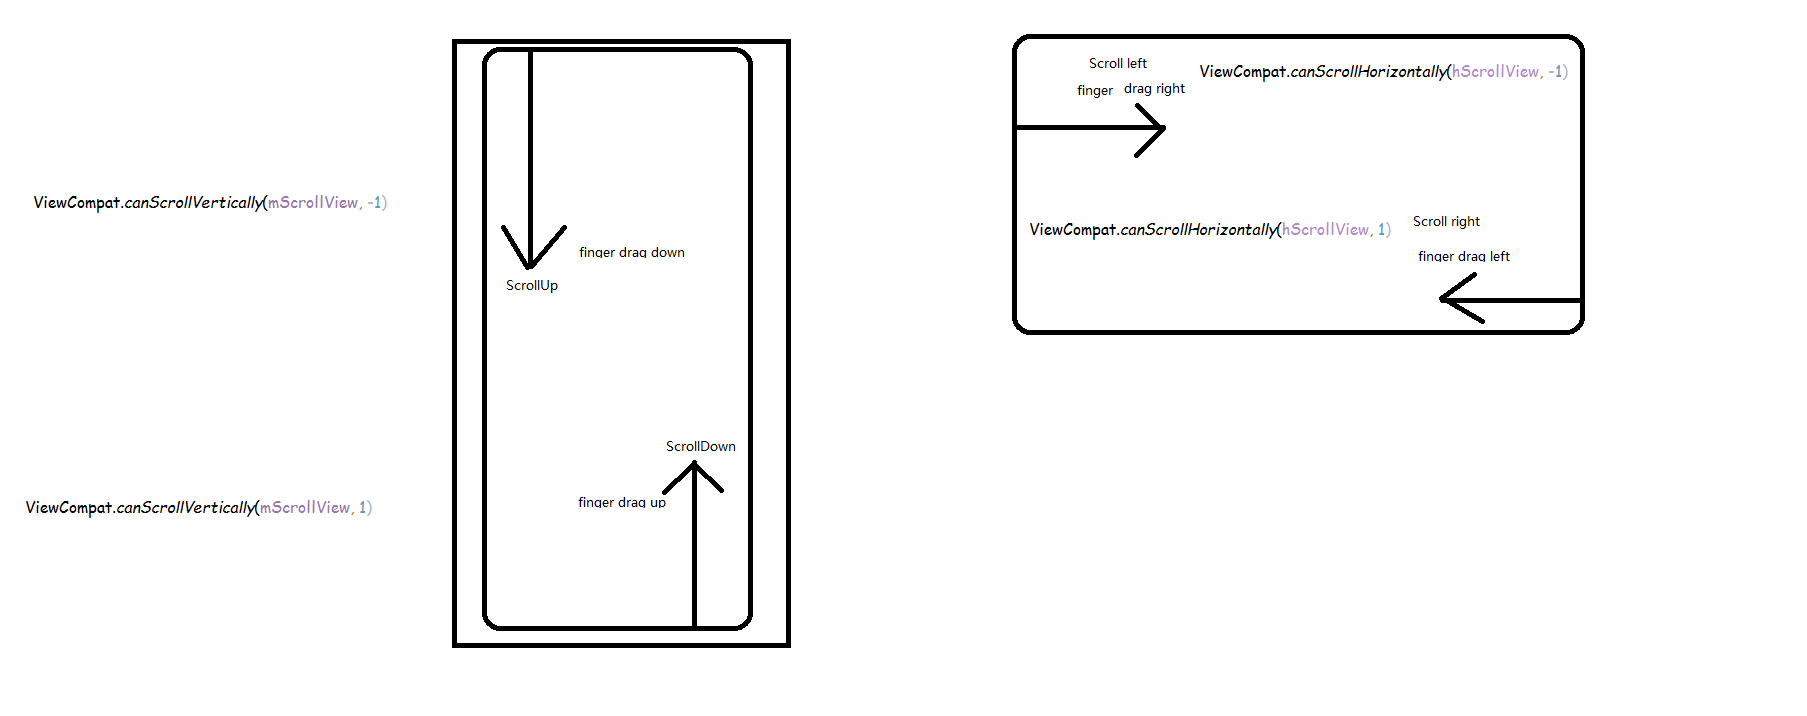 ViewCompat.canScrollVertically(mScrollView, -1)
finger drag down
ScrollUp
ScrollDown
finger drag up
ViewCompat.canScrollVertically(mScrollView, 1)
Scroll left
finger drag right
ViewCompat.canScrollHorizontally(hScrollView, -1)
ViewCompat.canScrollHorizontally(hScrollView, 1)
Scroll right
finger drag left